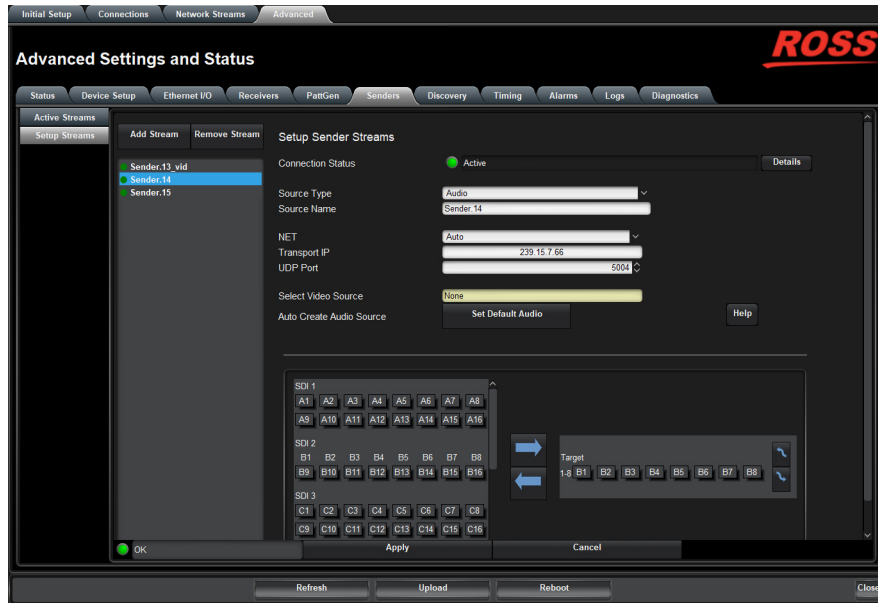 Initial Setup Connections Network Streams Advanced
Advanced Settings and Status
ROSS
Status Device Setup Ethernet I/O Receivers PattGen Senders Discovery Timing Alarms Logs Diagnostics
Active Streams
Setup Streams
Add Stream Remove Stream
Sender.13_vid
Sender.14
Sender.15
Setup Sender Streams
Connection Status Active Details
Source Type Audio
Source Name Sender.14
NET Auto
Transport IP 239.15.7.66
UDP Port 5004
Select Video Source None
Auto Create Audio Source Set Default Audio Help
SDI 1
A1 A2 A3 A4 A5 A6 A7 A8
A9 A10 A11 A12 A13 A14 A15 A16
SDI 2
B1 B2 B3 B4 B5 B6 B7 B8
B9 B10 B11 B12 B13 B14 B15 B16
SDI 3
C1 C2 C3 C4 C5 C6 C7 C8
C9 C10 C11 C12 C13 C14 C15 C16
Target
1-8 B1 B2 B3 B4 B5 B6 B7 B8
OK Apply Cancel
Refresh Upload Reboot Close